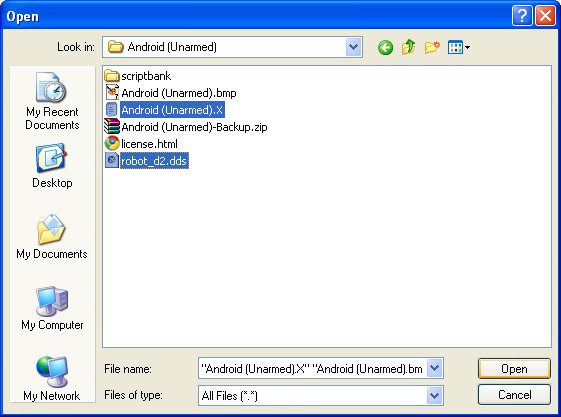 Open
Look in: Android (Unarmed)
scriptbank
Android (Unarmed).bmp
Android (Unarmed).X
Android (Unarmed)-Backup.zip
license.html
robot_d2.dds
My Recent
Documents
Desktop
My Documents
My Computer
My Network
File name: "Android (Unarmed).X" "Android (Unarmed).bm Open
Files of type: All Files (*.*) Cancel